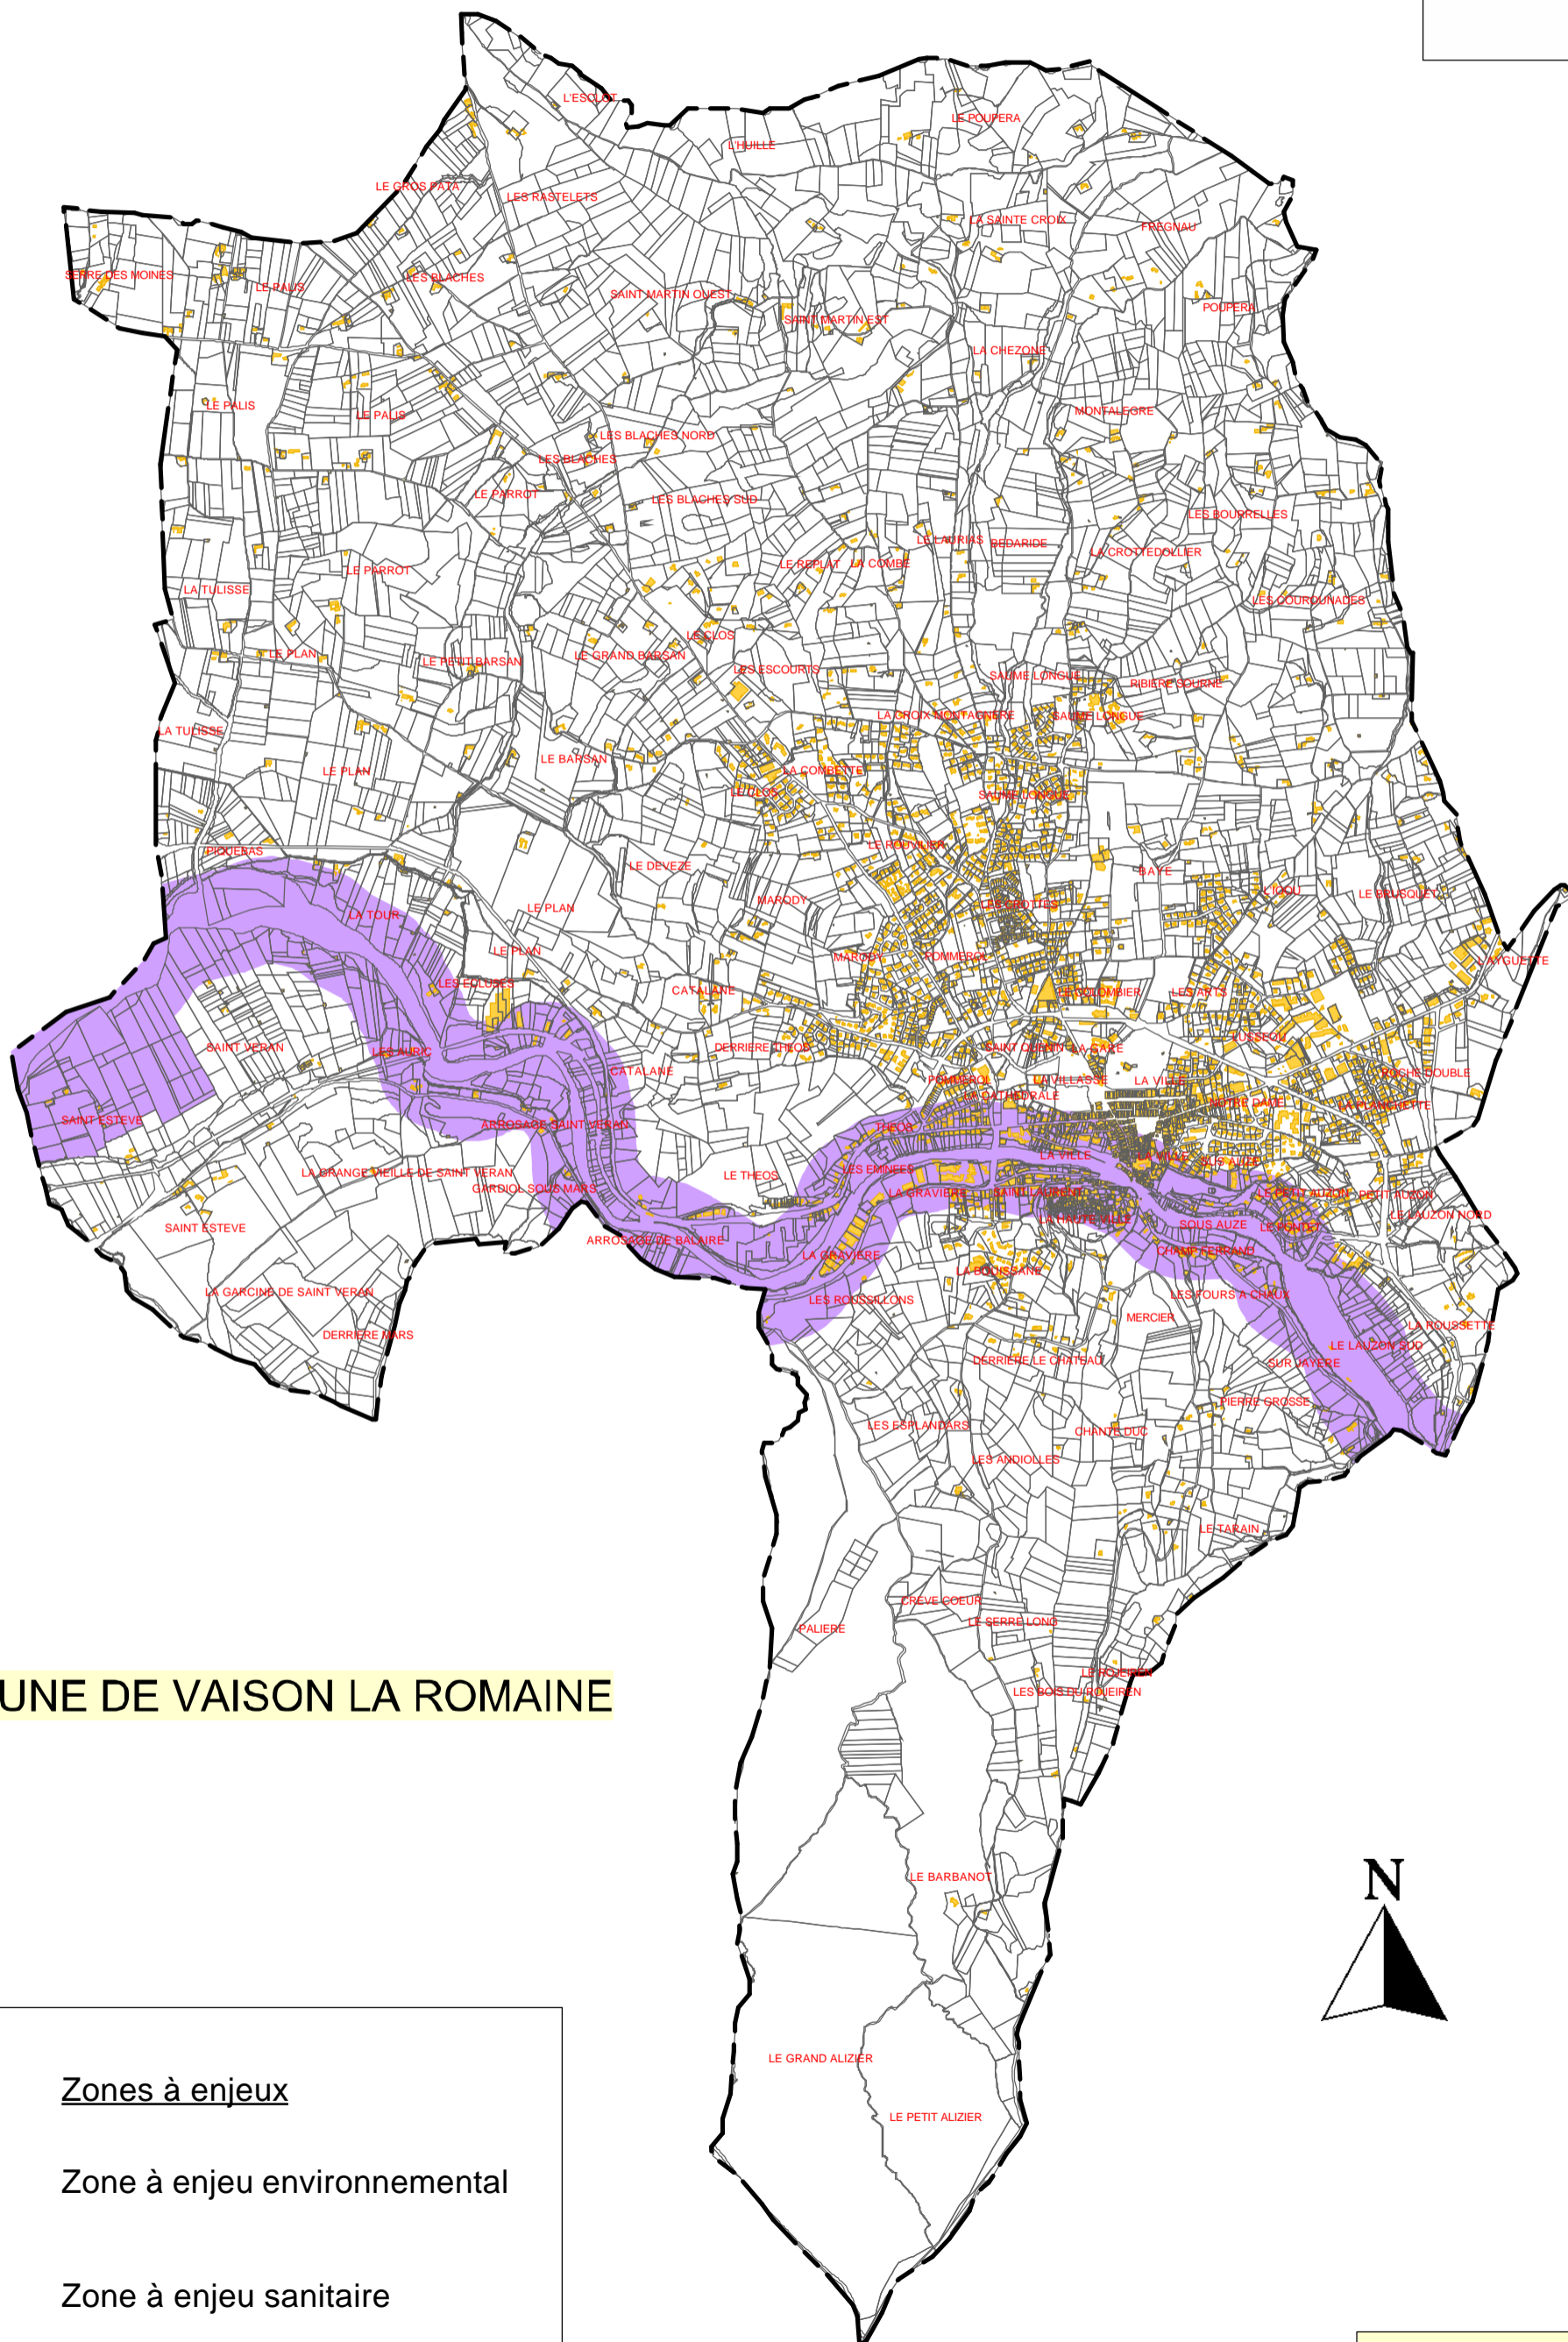 L'ESCLOT
LE POUPERA
L'HUILLE
LE GROS PATA
LES RASTELETS
LA SAINTE CROIX
FREGNAU
SERRE DES MOINES
LE PALIS
LES BLACHES
SAINT MARTIN OUEST
POUPERA
SAINT MARTIN EST
LA CHEZONE
LE PALIS
LE PALIS
MONTALEGRE
LES BLACHES NORD
LES BLACHES
LE PARROT
LES BLACHES SUD
LES BOURRELLES
LE LAURIAS
BEDARIDE
LA CROTTEDOLLIER
LE REPLAT
LA COMBE
LE PARROT
LA TULISSE
LES COUROUNADES
LE CLOS
LE PLAN
LE PETIT BARSAN
LE GRAND BARSAN
LES ESCOURTS
SAUME LONGUE
RIBIERE SOURNE
LA CROIX MONTAGNERE
SAUME LONGUE
LA TULISSE
LE BARSAN
LE PLAN
LA COMBETTE
LE CLOS
SAUME LONGUE
LE ROUVILIER
PIQUEBAS
LE DEVEZE
BAYE
L'IOOU
LE BRUSQUET
MARODY
LES GROTTES
LE PLAN
LA TOUR
LE PLAN
MARODY
POMMEROL
L'AYGUETTE
LES ECLUSES
CATALANE
LE COLOMBIER
LES ARTS
LUSSEOU
SAINT VERAN
LES AURIC
DERRIERE THEOS
SAINT QUENIN
LA GARE
CATALANE
ROCHE DOUBLE
POMMEROL
LA VILLASSE
LA VILLE
LA CATHEDRALE
NOTRE DAME
LA PLANCHETTE
SAINT ESTEVE
ARROSAGE SAINT VERAN
THEOS
LA VILLE
LA VILLE
SUS AUZE
LA GRANGE VIEILLE DE SAINT VERAN
LE THEOS
LES EMINEES
GARDIOL SOUS MARS
LA GRAVIERE
SAINT LAURENT
LE PETIT AUZON
PETIT AUZON
SAINT ESTEVE
LA HAUTE VILLE
SOUS AUZE
LE PONTET
LE LAUZON NORD
ARROSAGE DE BALAIRE
LA GRAVIERE
CHAMP FERRAND
LA BOUISSANE
LA GARCINE DE SAINT VERAN
LES ROUSSILLONS
LES FOURS A CHAUX
MERCIER
LA ROUSSETTE
DERRIERE MARS
LE LAUZON SUD
DERRIERE LE CHATEAU
SUR JAYERE
PIERRE GROSSE
LES ESPLANDARS
CHANTE DUC
LES ANDIOLLES
LE TARAIN
CREVE COEUR
LE SERRE LONG
PALIERE
LE ROJEIREN
LES BOIS DU ROJEIREN
UNE DE VAISON LA ROMAINE
LE BARBANOT
N
LE GRAND ALIZIER
LE PETIT ALIZIER
Zones à enjeux
Zone à enjeu environnemental
Zone à enjeu sanitaire